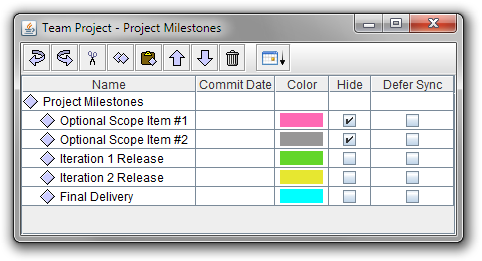 Team Project - Project Milestones
Name Commit Date Color Hide Defer Sync
Project Milestones
Optional Scope Item #1
Optional Scope Item #2
Iteration 1 Release
Iteration 2 Release
Final Delivery